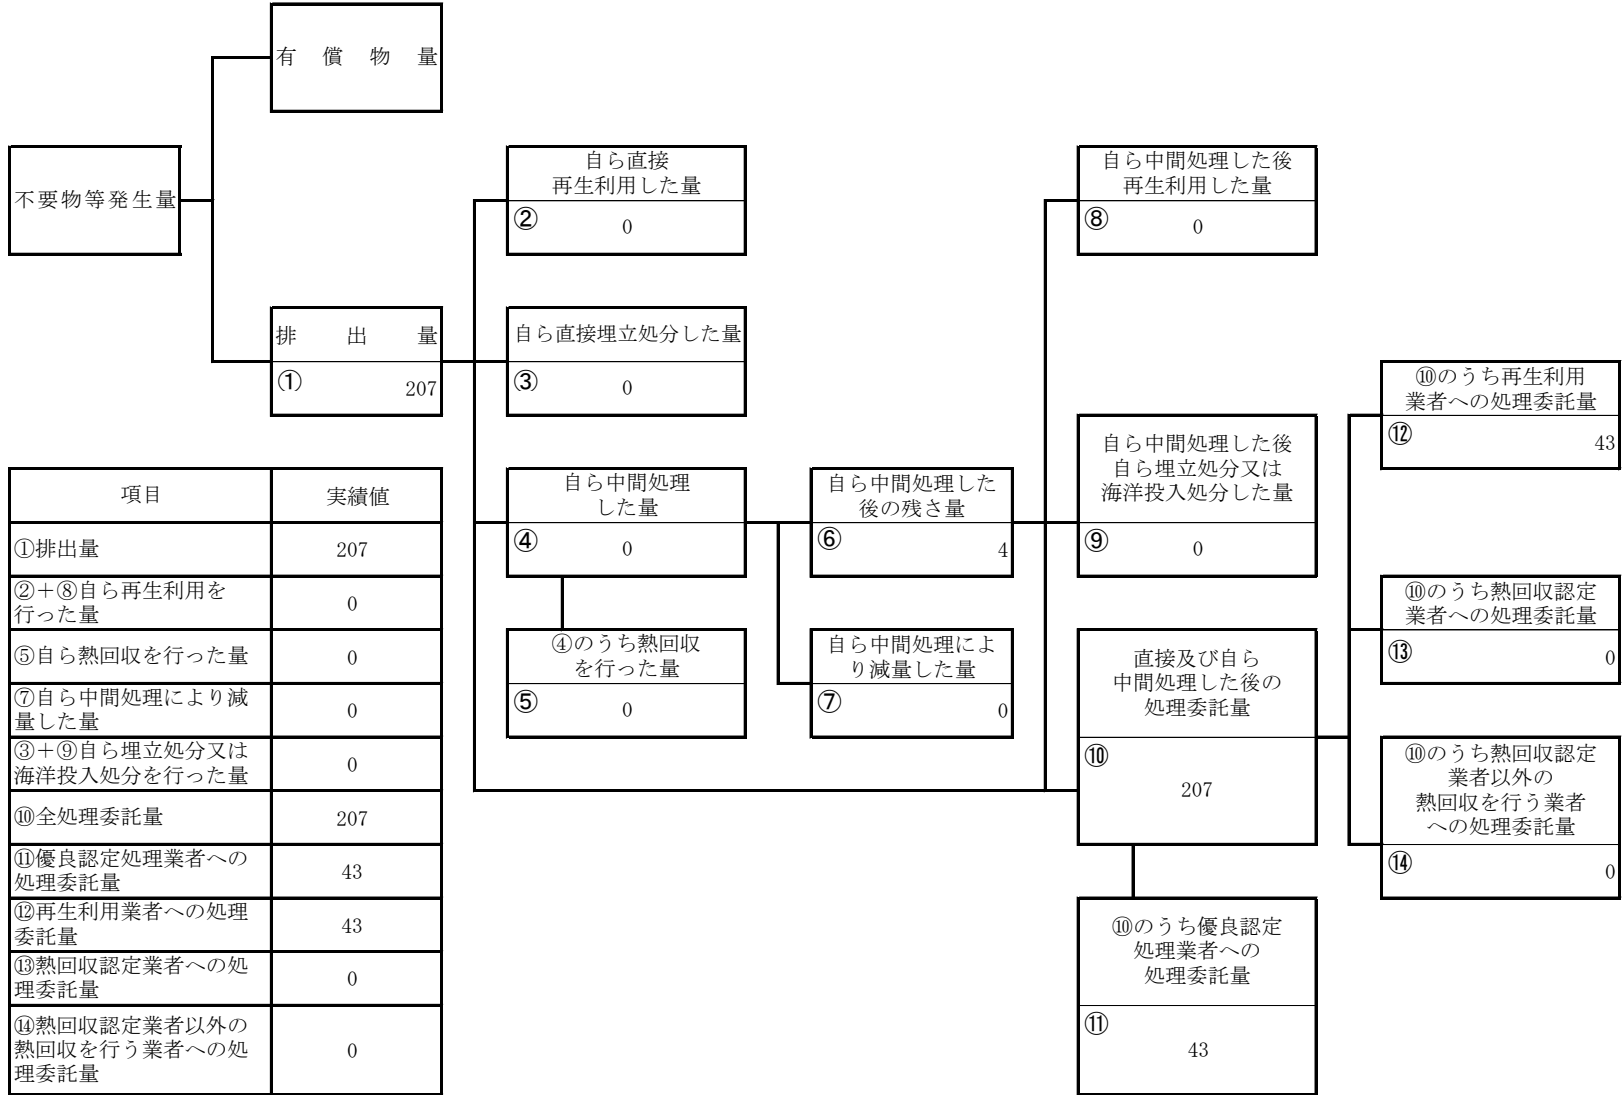 有償物量
不要物等発生量
排出量
① 207
自ら直接
再生利用した量
② 0
自ら直接埋立処分した量
③ 0
自ら中間処理
した量
④ 0
④のうち熱回収
を行った量
⑤ 0
自ら中間処理した
後の残さ量
⑥ 4
自ら中間処理によ
り減量した量
⑦ 0
自ら中間処理した後
再生利用した量
⑧ 0
自ら中間処理した後
自ら埋立処分又は
海洋投入処分した量
⑨ 0
直接及び自ら
中間処理した後の
処理委託量
⑩
207
⑩のうち優良認定
処理業者への
処理委託量
⑪
43
⑩のうち再生利用
業者への処理委託量
⑫ 43
⑩のうち熱回収認定
業者への処理委託量
⑬ 0
⑩のうち熱回収認定
業者以外の
熱回収を行う業者
への処理委託量
⑭ 0
項目 実績値
①排出量 207
②＋⑧自ら再生利用を
行った量 0
⑤自ら熱回収を行った量 0
⑦自ら中間処理により減
量した量 0
③＋⑨自ら埋立処分又は
海洋投入処分を行った量 0
⑩全処理委託量 207
⑪優良認定処理業者への
処理委託量 43
⑫再生利用業者への処理
委託量 43
⑬熱回収認定業者への処
理委託量 0
⑭熱回収認定業者以外の
熱回収を行う業者への処
理委託量 0